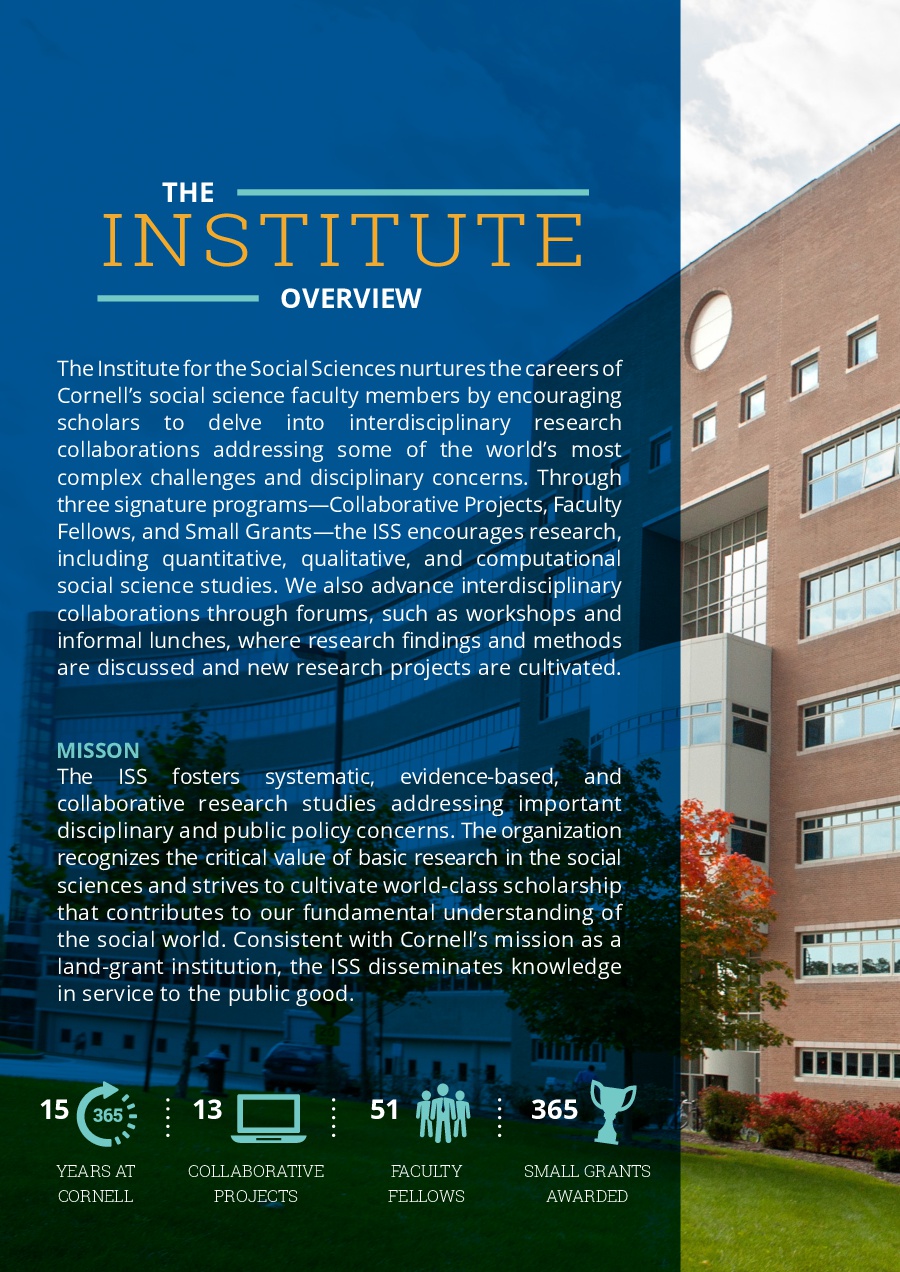 THE
INSTITUTE
OVERVIEW
The Institute for the Social Sciences nurtures the careers of
Cornell’s social science faculty members by encouraging
scholars to delve into interdisciplinary research
collaborations addressing some of the world’s most
complex challenges and disciplinary concerns. Through
three signature programs—Collaborative Projects, Faculty
Fellows, and Small Grants—the ISS encourages research,
including quantitative, qualitative, and computational
social science studies. We also advance interdisciplinary
collaborations through forums, such as workshops and
informal lunches, where research findings and methods
are discussed and new research projects are cultivated.
MISSON
The ISS fosters systematic, evidence-based, and
collaborative research studies addressing important
disciplinary and public policy concerns. The organization
recognizes the critical value of basic research in the social
sciences and strives to cultivate world-class scholarship
that contributes to our fundamental understanding of
the social world. Consistent with Cornell’s mission as a
land-grant institution, the ISS disseminates knowledge
in service to the public good.
15 365
YEARS AT
CORNELL
13
COLLABORATIVE
PROJECTS
51
FACULTY
FELLOWS
365
SMALL GRANTS
AWARDED